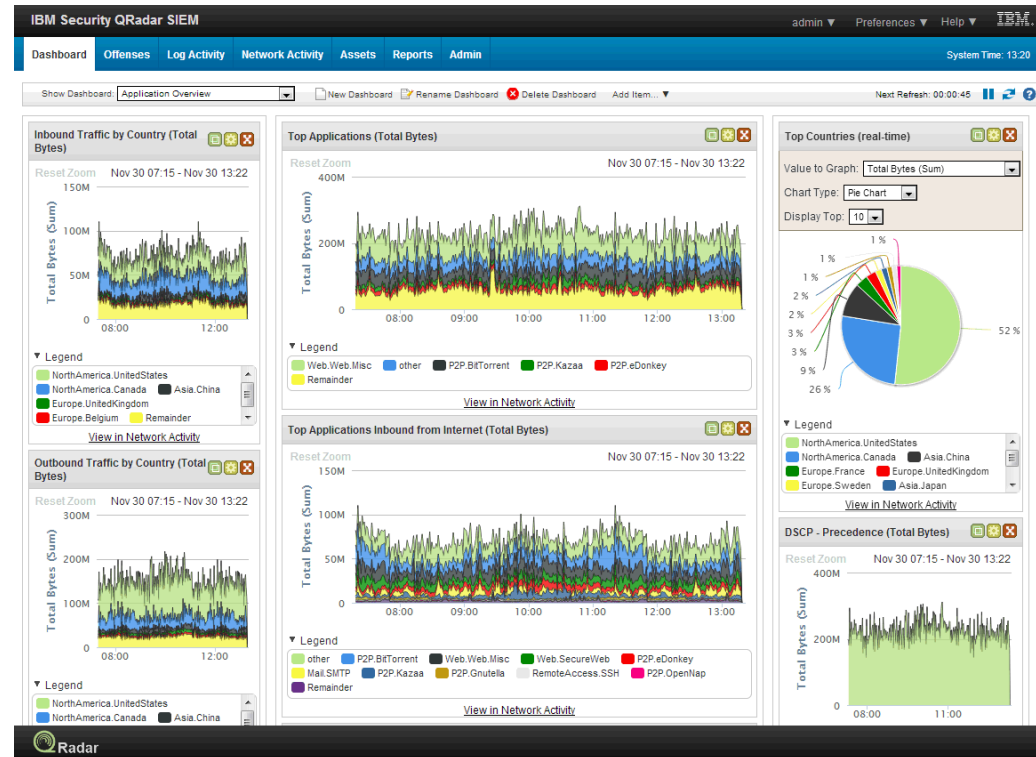 IBM Security QRadar SIEM
admin ▼ Preferences ▼ Help ▼ IBM.
Dashboard Offenses Log Activity Network Activity Assets Reports Admin
System Time: 13:20
Show Dashboard: Application Overview
New Dashboard Rename Dashboard Delete Dashboard Add Item... ▼
Next Refresh: 00:00:45
Inbound Traffic by Country (Total
Bytes)
Reset Zoom Nov 30 07:15 - Nov 30 13:22
Total Bytes (Sum)
150M
100M
50M
0
08:00 12:00
▼ Legend
NorthAmerica.UnitedStates
NorthAmerica.Canada Asia.China
Europe.UnitedKingdom
Europe.Belgium Remainder
View in Network Activity
Outbound Traffic by Country (Total
Bytes)
Reset Zoom Nov 30 07:15 - Nov 30 13:22
Total Bytes (Sum)
300M
200M
100M
0
08:00 12:00
▼ Legend
NorthAmerica.UnitedStates
NorthAmerica.Canada Asia.China
Top Applications (Total Bytes)
Reset Zoom Nov 30 07:15 - Nov 30 13:22
Total Bytes (Sum)
400M
200M
0
08:00 09:00 10:00 11:00 12:00 13:00
▼ Legend
Web.Web.Misc other P2P.BitTorrent P2P.Kazaa P2P.eDonkey
Remainder
View in Network Activity
Top Applications Inbound from Internet (Total Bytes)
Reset Zoom Nov 30 07:15 - Nov 30 13:22
Total Bytes (Sum)
150M
100M
50M
0
08:00 09:00 10:00 11:00 12:00 13:00
▼ Legend
other P2P.BitTorrent Web.Web.Misc Web.SecureWeb P2P.eDonkey
Mail.SMTP P2P.Kazaa P2P.Gnutella RemoteAccess.SSH P2P.OpenNap
Remainder
View in Network Activity
Top Countries (real-time)
Value to Graph: Total Bytes (Sum)
Chart Type: Pie Chart
Display Top: 10
1 %
1 %
1 %
2 %
2 %
3 %
3 %
9 %
26 %
52 %
▼ Legend
NorthAmerica.UnitedStates
NorthAmerica.Canada Asia.China
Europe.France Europe.UnitedKingdom
Europe.Sweden Asia.Japan
View in Network Activity
DSCP - Precedence (Total Bytes)
Reset Zoom Nov 30 07:15 - Nov 30 13:22
Total Bytes (Sum)
400M
200M
0
08:00 11:00
QRadar